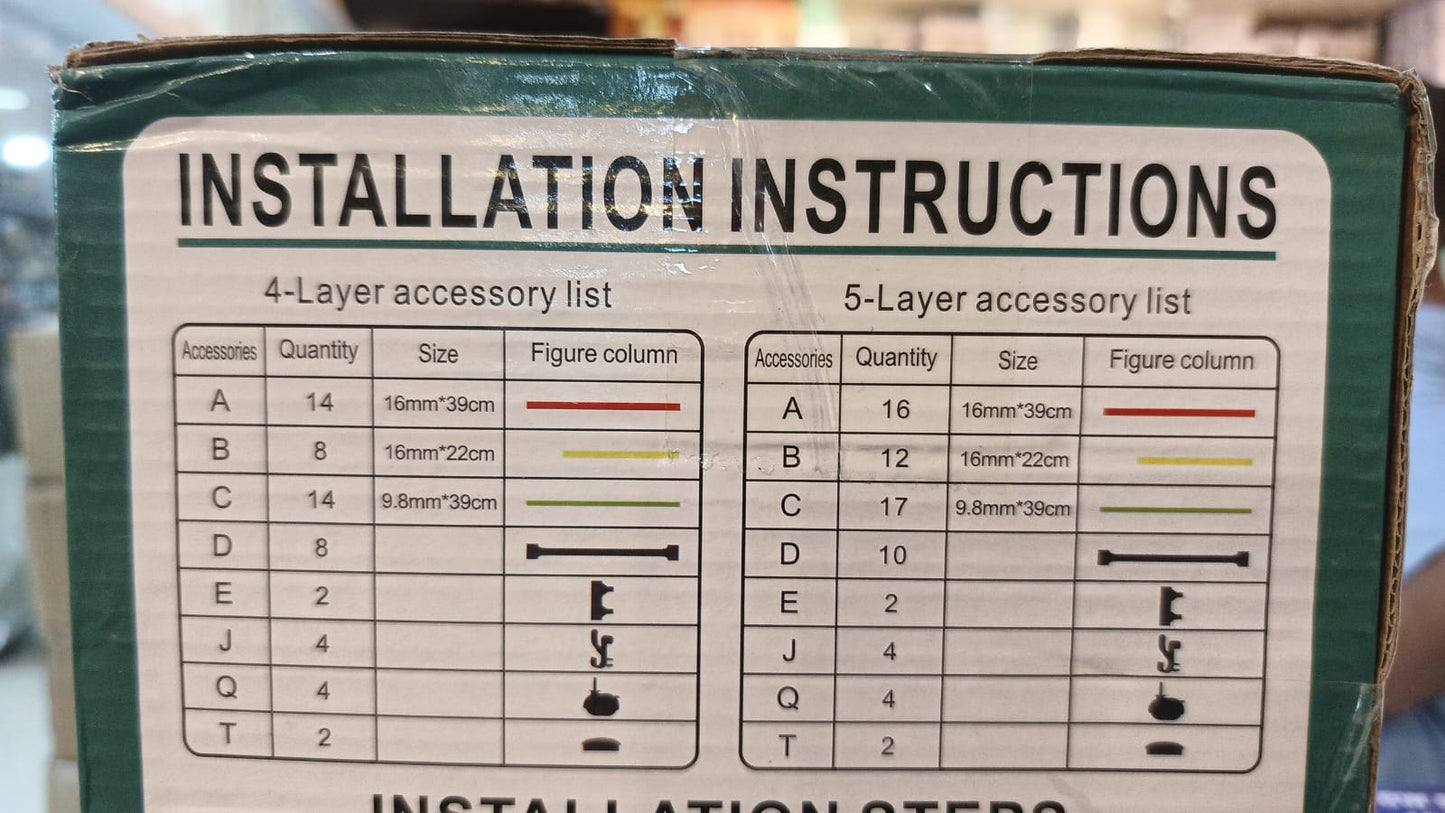 INSTALLATION INSTRUCTIONS
4-Layer accessory list
Accessories Quantity Size Figure column
A 14 16mm*39cm
B 8 16mm*22cm
C 14 9.8mm*39cm
D 8
E 2
J 4
Q 4
T 2
5-Layer accessory list
Accessories Quantity Size Figure column
A 16 16mm*39cm
B 12 16mm*22cm
C 17 9.8mm*39cm
D 10
E 2
J 4
Q 4
T 2
INSTALLATION STEPS